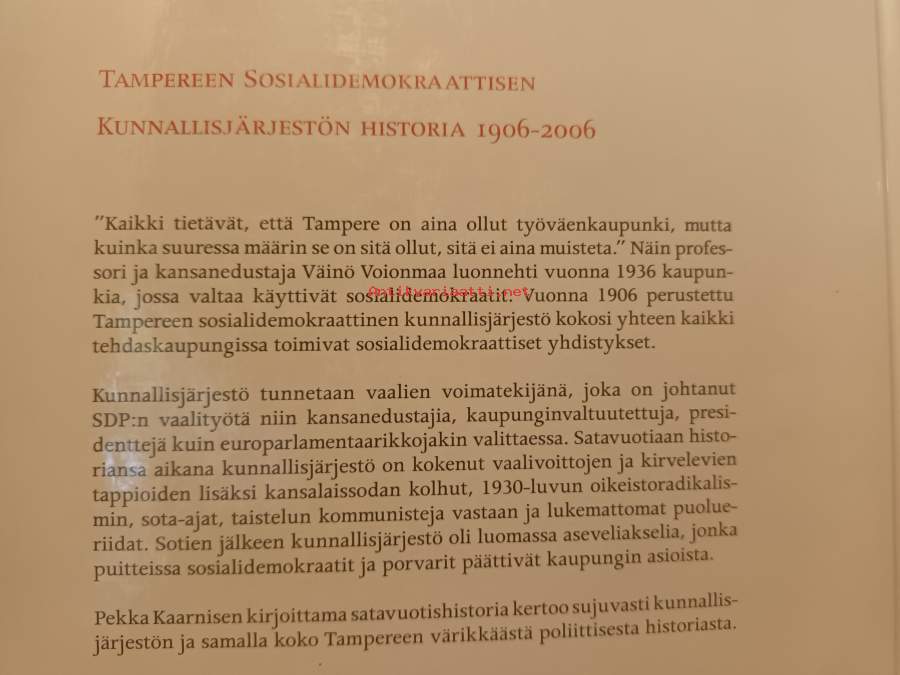 TAMPEREEN SOSIALIDEMOKRAATTISEN
KUNNALLISJÄRJESTÖN HISTORIA 1906-2006
"Kaikki tietävät, että Tampere on aina ollut työväenkaupunki, mutta
kuinka suuressa määrin se on sitä ollut, sitä ei aina muisteta." Näin profes-
sori ja kansanedustaja Väinö Voionmaa luonnehti vuonna 1936 kaupun-
kia, jossa valtaa käyttivät sosialidemokraatit. Vuonna 1906 perustettu
Antikvariaatti.net
Tampereen sosialidemokraattinen kunnallisjärjestö kokosi yhteen kaikki
tehdaskaupungissa toimivat sosialidemokraattiset yhdistykset.
Kunnallisjärjestö tunnetaan vaalien voimatekijänä, joka on johtanut
SDP:n vaalityötä niin kansanedustajia, kaupunginvaltuutettuja, presi-
denttejä kuin europarlamentaarikkojakin valittaessa. Satavuotiaan histo-
riansa aikana kunnallisjärjestö on kokenut vaalivoittojen ja kirvelevien
tappioiden lisäksi kansalaissodan kolhut, 1930-luvun oikeistoradikalis-
min, sota-ajat, taistelun kommunisteja vastaan ja lukemattomat puolue-
riidat. Sotien jälkeen kunnallisjärjestö oli luomassa aseveliakselia, jonka
puitteissa sosialidemokraatit ja porvarit päättivät kaupungin asioista.
Pekka Kaarnisen kirjoittama satavuotishistoria kertoo sujuvasti kunnallis-
järjestön ja samalla koko Tampereen värikkäästä poliittisesta historiasta.